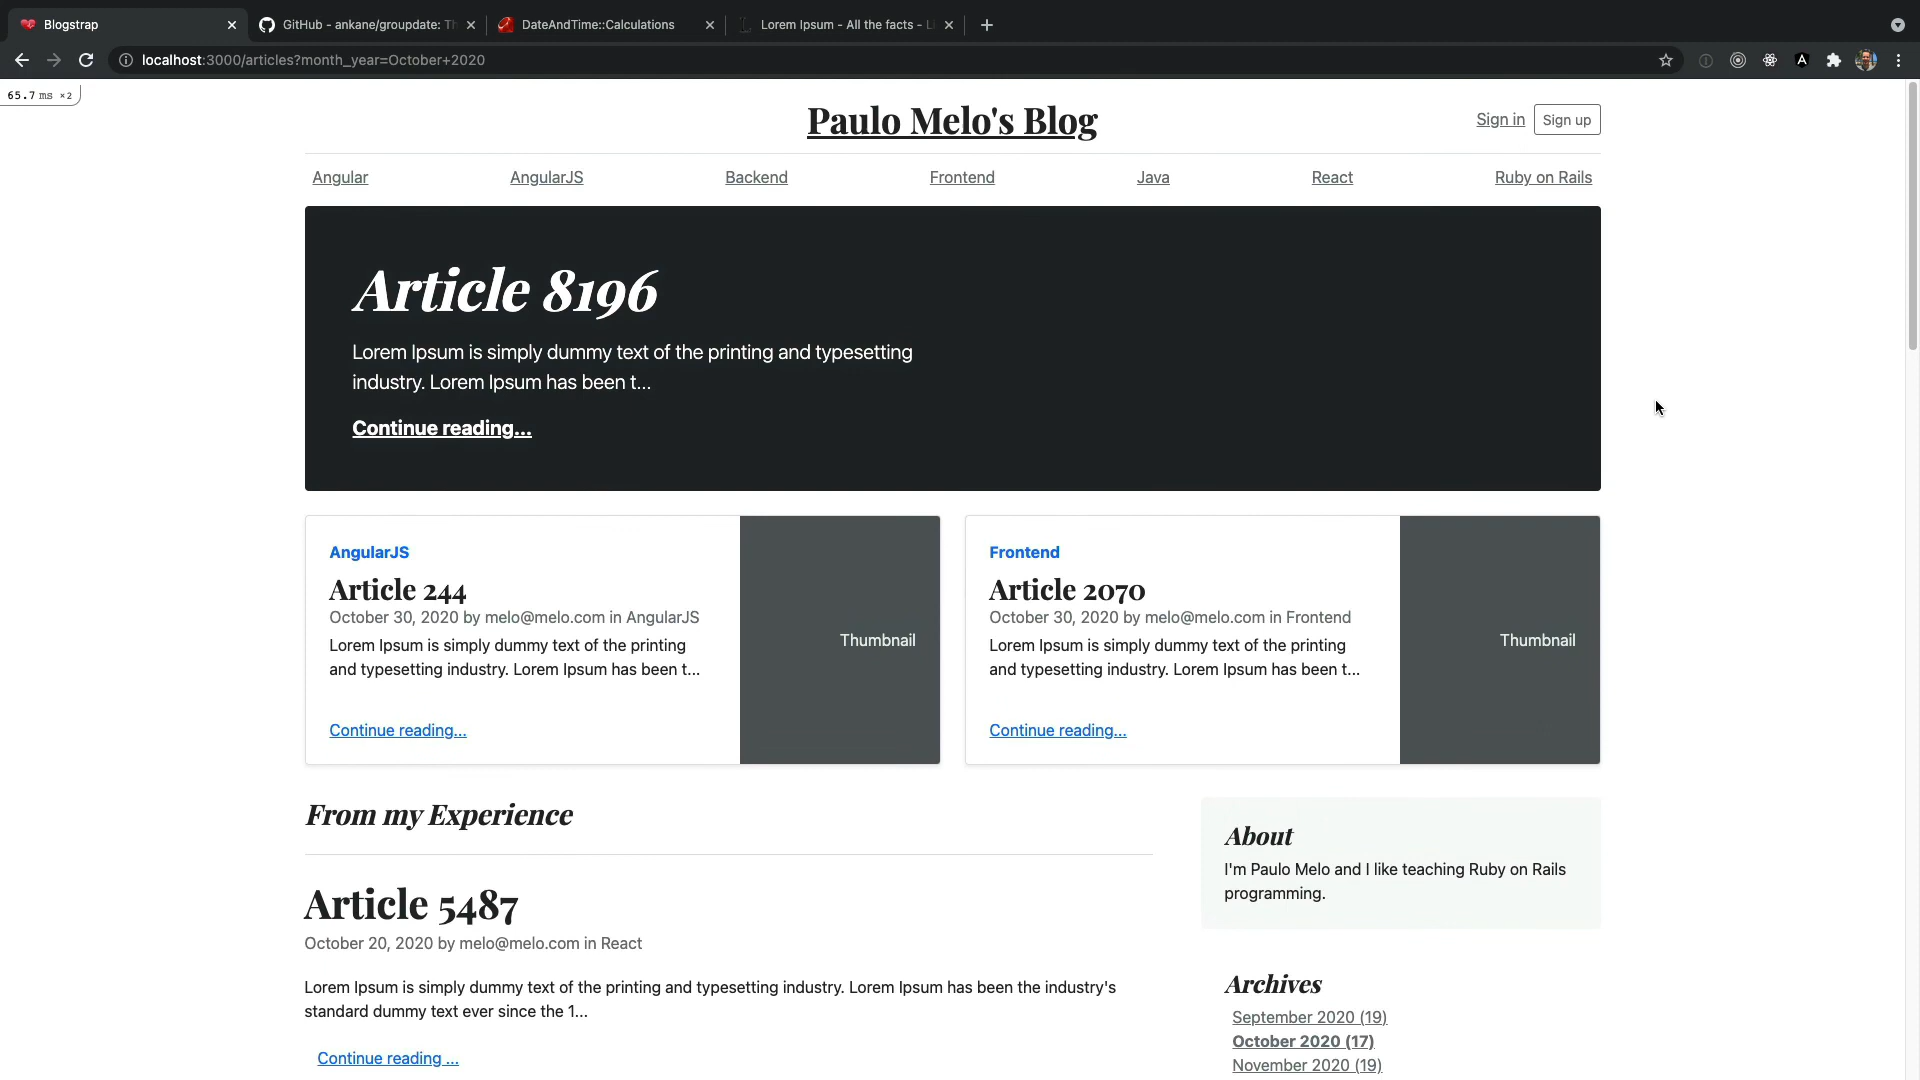 Blogstrap
GitHub - ankane/groupdate: Th
DateAndTime::Calculations
Lorem Ipsum - All the facts - Li
localhost:3000/articles?month_year=October+2020
65.7 ms ×2
Paulo Melo's Blog
Sign in
Sign up
Angular
AngularJS
Backend
Frontend
Java
React
Ruby on Rails
Article 8196
Lorem Ipsum is simply dummy text of the printing and typesetting
industry. Lorem Ipsum has been t...
Continue reading...
AngularJS
Article 244
October 30, 2020 by melo@melo.com in AngularJS
Lorem Ipsum is simply dummy text of the printing
and typesetting industry. Lorem Ipsum has been t...
Continue reading...
Thumbnail
Frontend
Article 2070
October 30, 2020 by melo@melo.com in Frontend
Lorem Ipsum is simply dummy text of the printing
and typesetting industry. Lorem Ipsum has been t...
Continue reading...
Thumbnail
From my Experience
Article 5487
October 20, 2020 by melo@melo.com in React
Lorem Ipsum is simply dummy text of the printing and typesetting industry. Lorem Ipsum has been the industry's
standard dummy text ever since the 1...
Continue reading ...
About
I'm Paulo Melo and I like teaching Ruby on Rails
programming.
Archives
September 2020 (19)
October 2020 (17)
November 2020 (19)